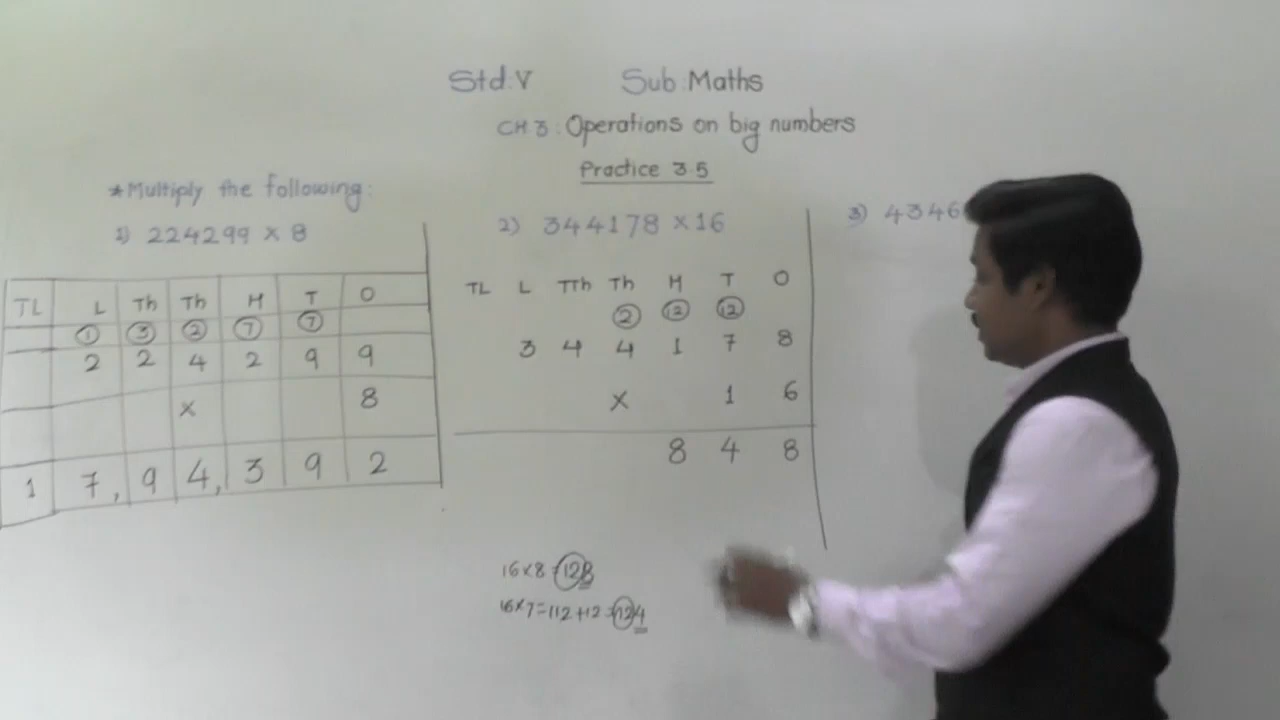 Std:V Sub:Maths
CH 3: Operations on big numbers
Practice 3.5
*Multiply the following:
1) 224299 × 8
TL L Th Th H T O
1 3 2 7 7
2 2 4 2 9 9
× 8
1 7, 9 4, 3 9 2
2) 344178 × 16
TL L TTh Th H T O
2 12 12
3 4 4 1 7 8
× 1 6
8 4 8
16×8=128
16×7=112+12=124
3) 4346